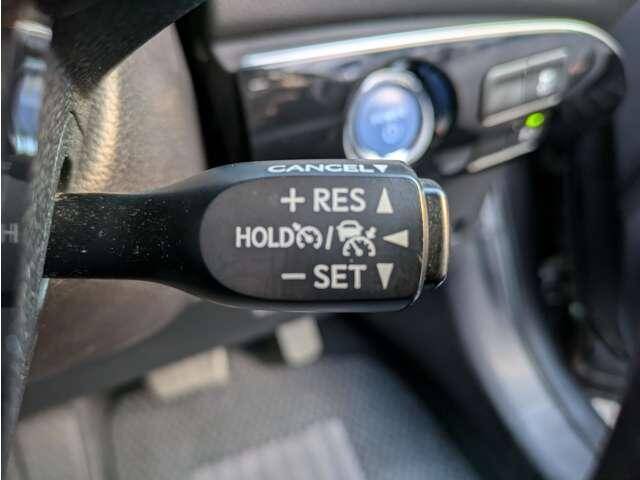 CANCEL▼
+ RES ▲
HOLD / ◀
− SET ▼
H